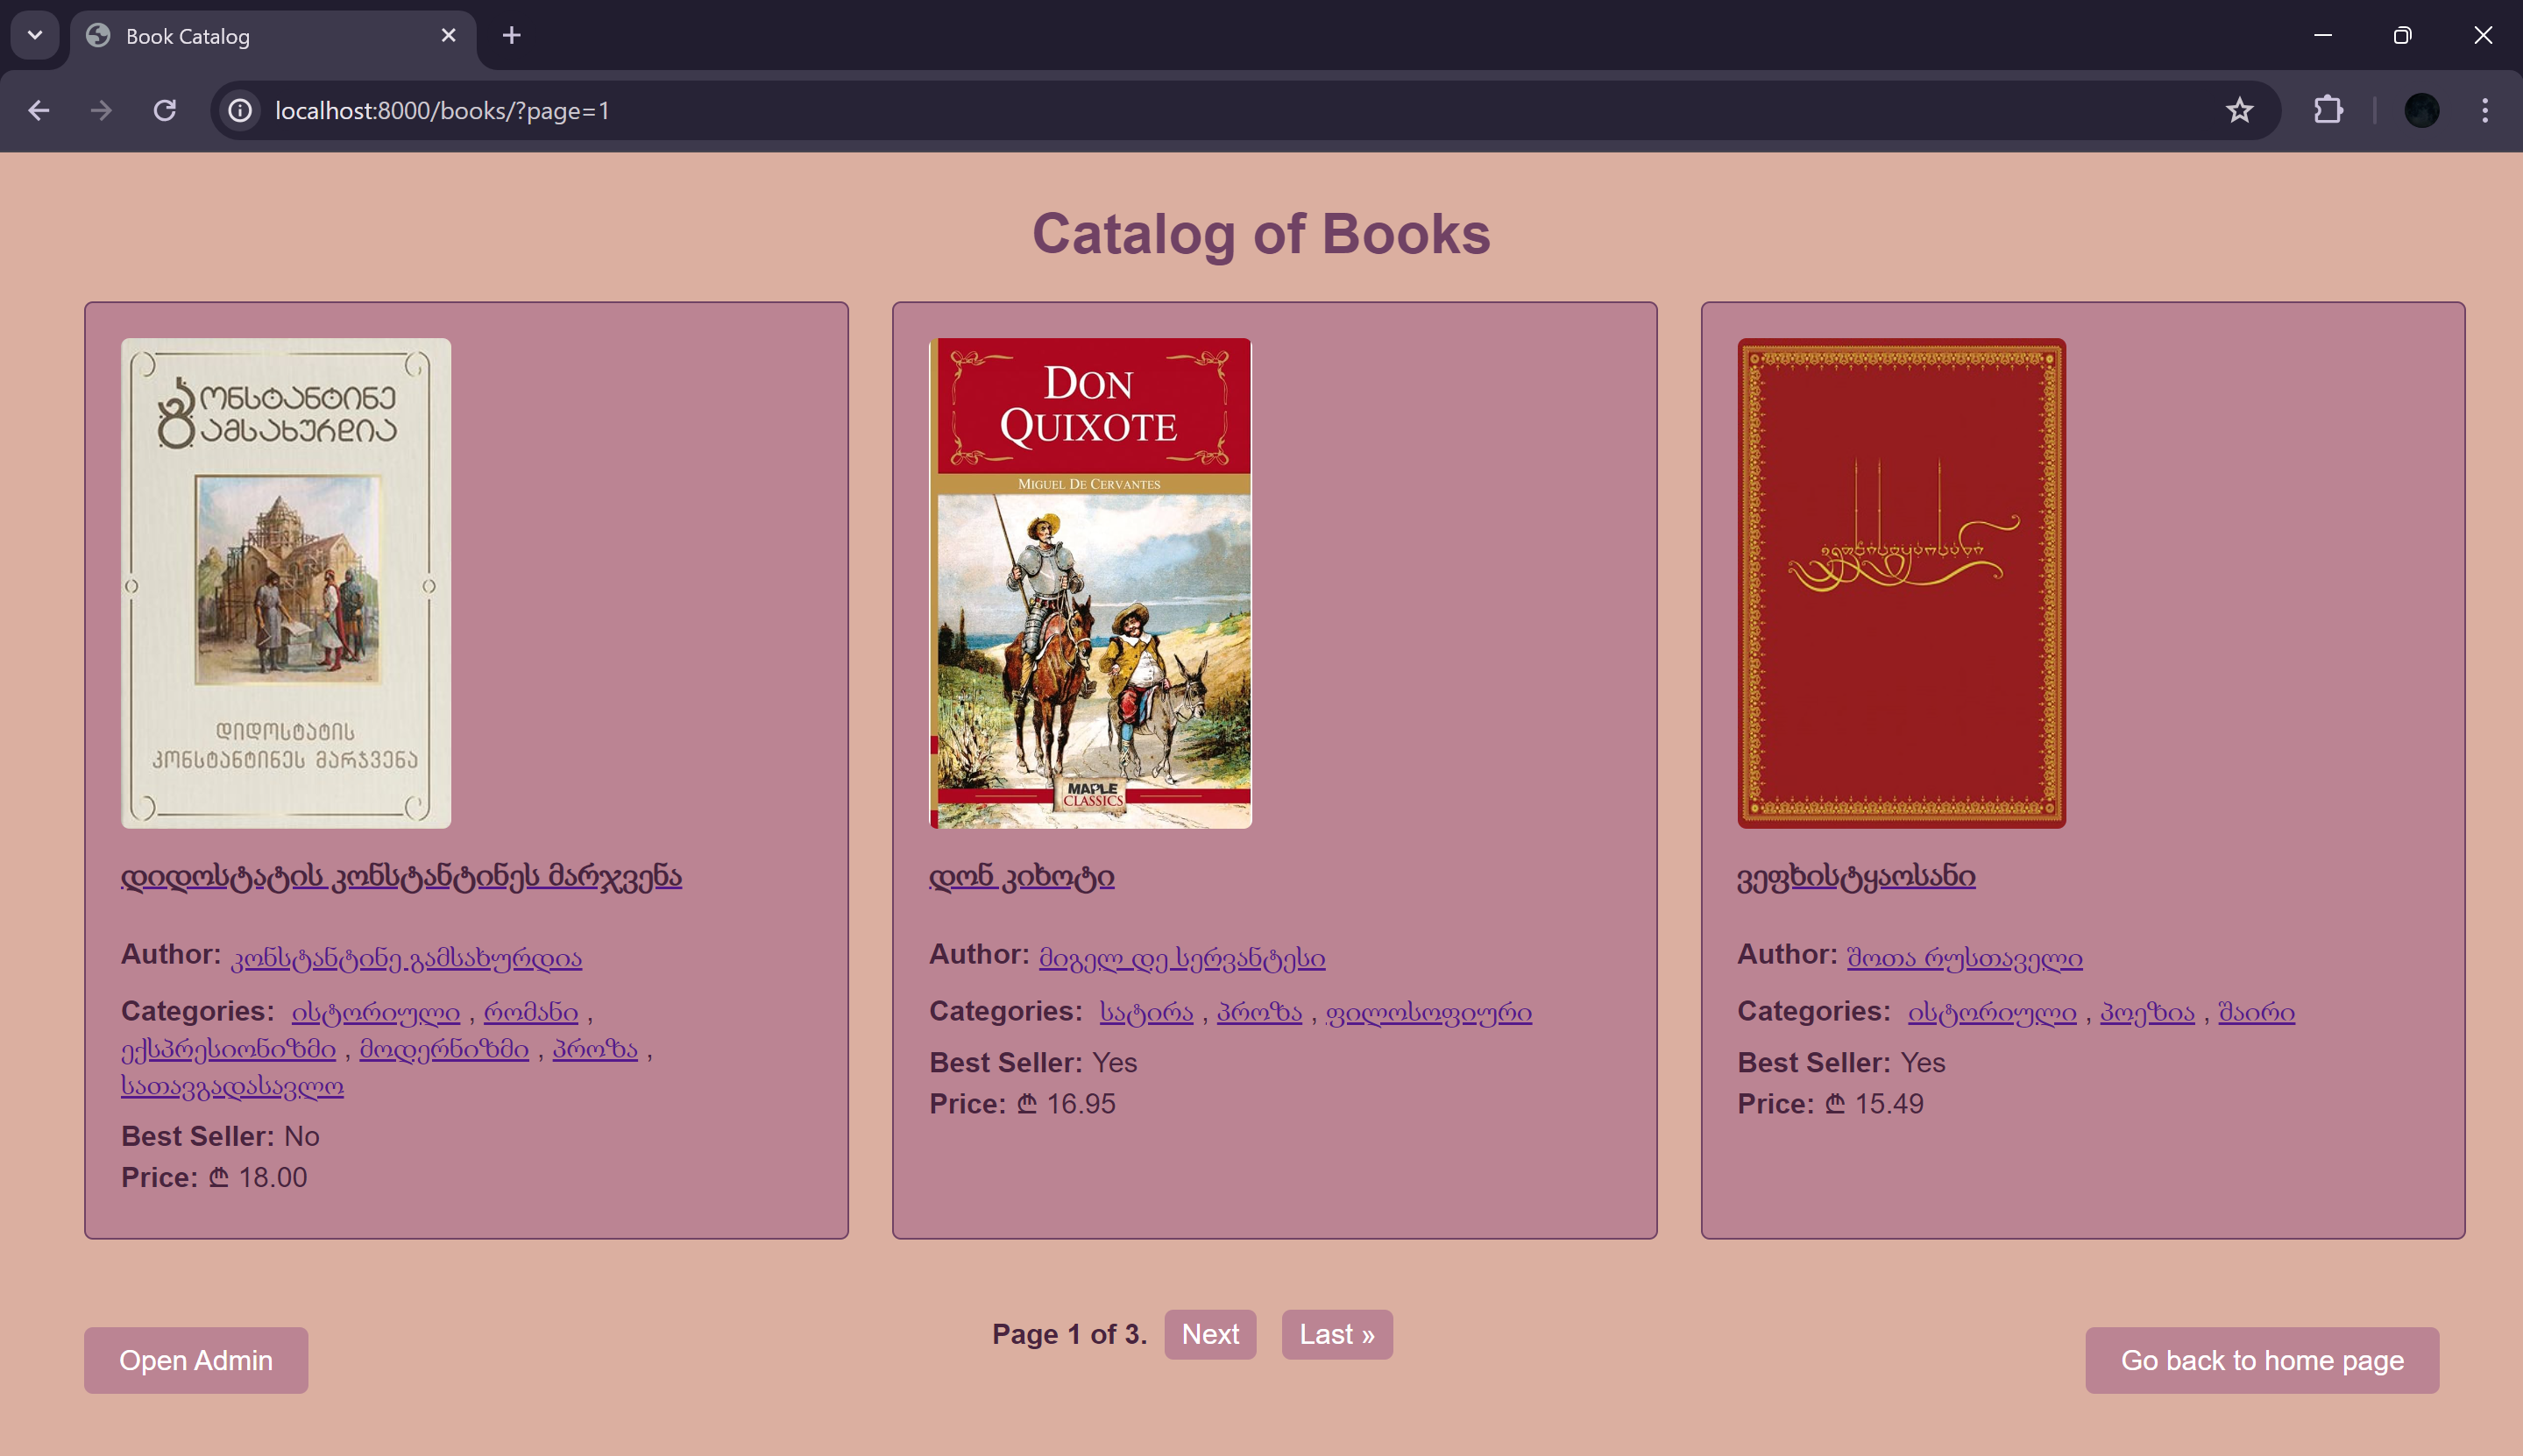 Book Catalog
localhost:8000/books/?page=1
Catalog of Books
კონსტანტინე
გამსახურდია
დიდოსტატის
კონსტანტინეს მარჯვენა
დიდოსტატის კონსტანტინეს მარჯვენა
Author: კონსტანტინე გამსახურდია
Categories: ისტორიული , რომანი ,
ექსპრესიონიზმი , მოდერნიზმი , პროზა ,
სათავგადასავლო
Best Seller: No
Price: ₾ 18.00
DON
QUIXOTE
MIGUEL DE CERVANTES
MAPLE
CLASSICS
დონ კიხოტი
Author: მიგელ დე სერვანტესი
Categories: სატირა , პროზა , ფილოსოფიური
Best Seller: Yes
Price: ₾ 16.95
ვეფხისტყაოსანი
ვეფხისტყაოსანი
Author: შოთა რუსთაველი
Categories: ისტორიული , პოეზია , შაირი
Best Seller: Yes
Price: ₾ 15.49
Open Admin
Page 1 of 3. Next Last »
Go back to home page